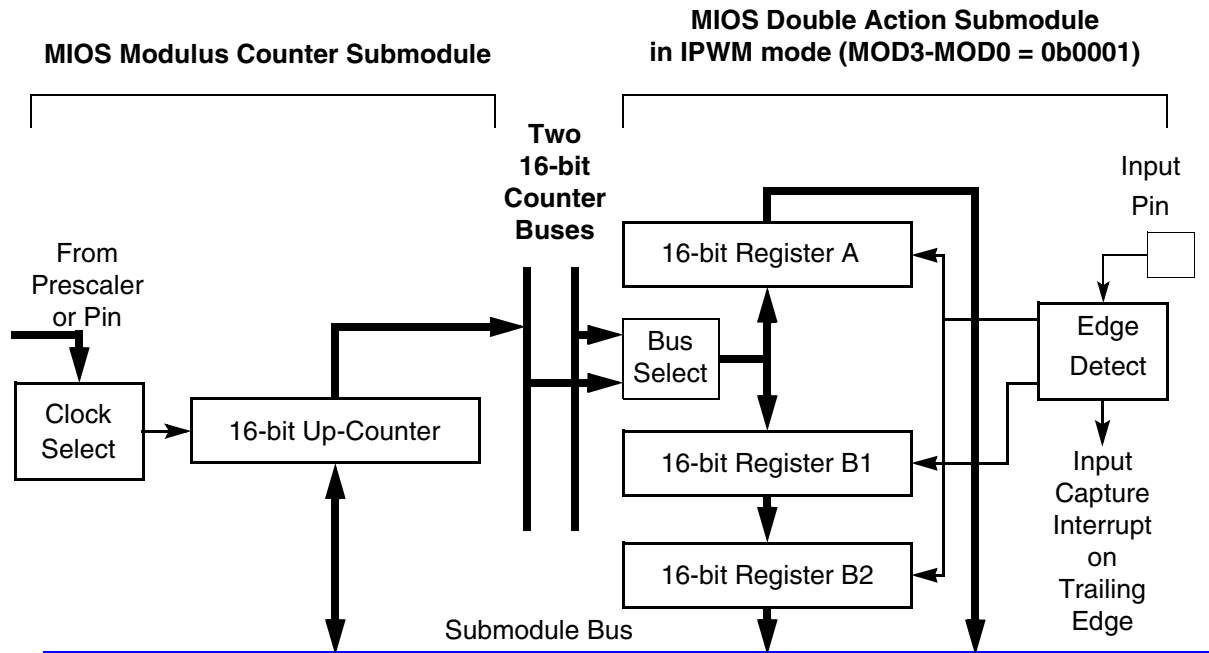 MIOS Modulus Counter Submodule
MIOS Double Action Submodule
in IPWM mode (MOD3-MOD0 = 0b0001)
Two
16-bit
Counter
Buses
Input
Pin
From
Prescaler
or Pin
Clock
Select
16-bit Up-Counter
Bus
Select
16-bit Register A
16-bit Register B1
16-bit Register B2
Edge
Detect
Input
Capture
Interrupt
on
Trailing
Edge
Submodule Bus